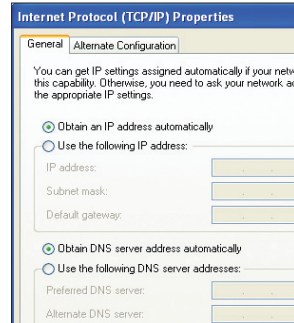 Internet Protocol (TCP/IP) Properties
General
Alternate Configuration
You can get IP settings assigned automatically if your netw
this capability. Otherwise, you need to ask your network a
the appropriate IP settings.
Obtain an IP address automatically
Use the following IP address:
IP address:
Subnet mask:
Default gateway:
Obtain DNS server address automatically
Use the following DNS server addresses:
Preferred DNS server:
Alternate DNS server: